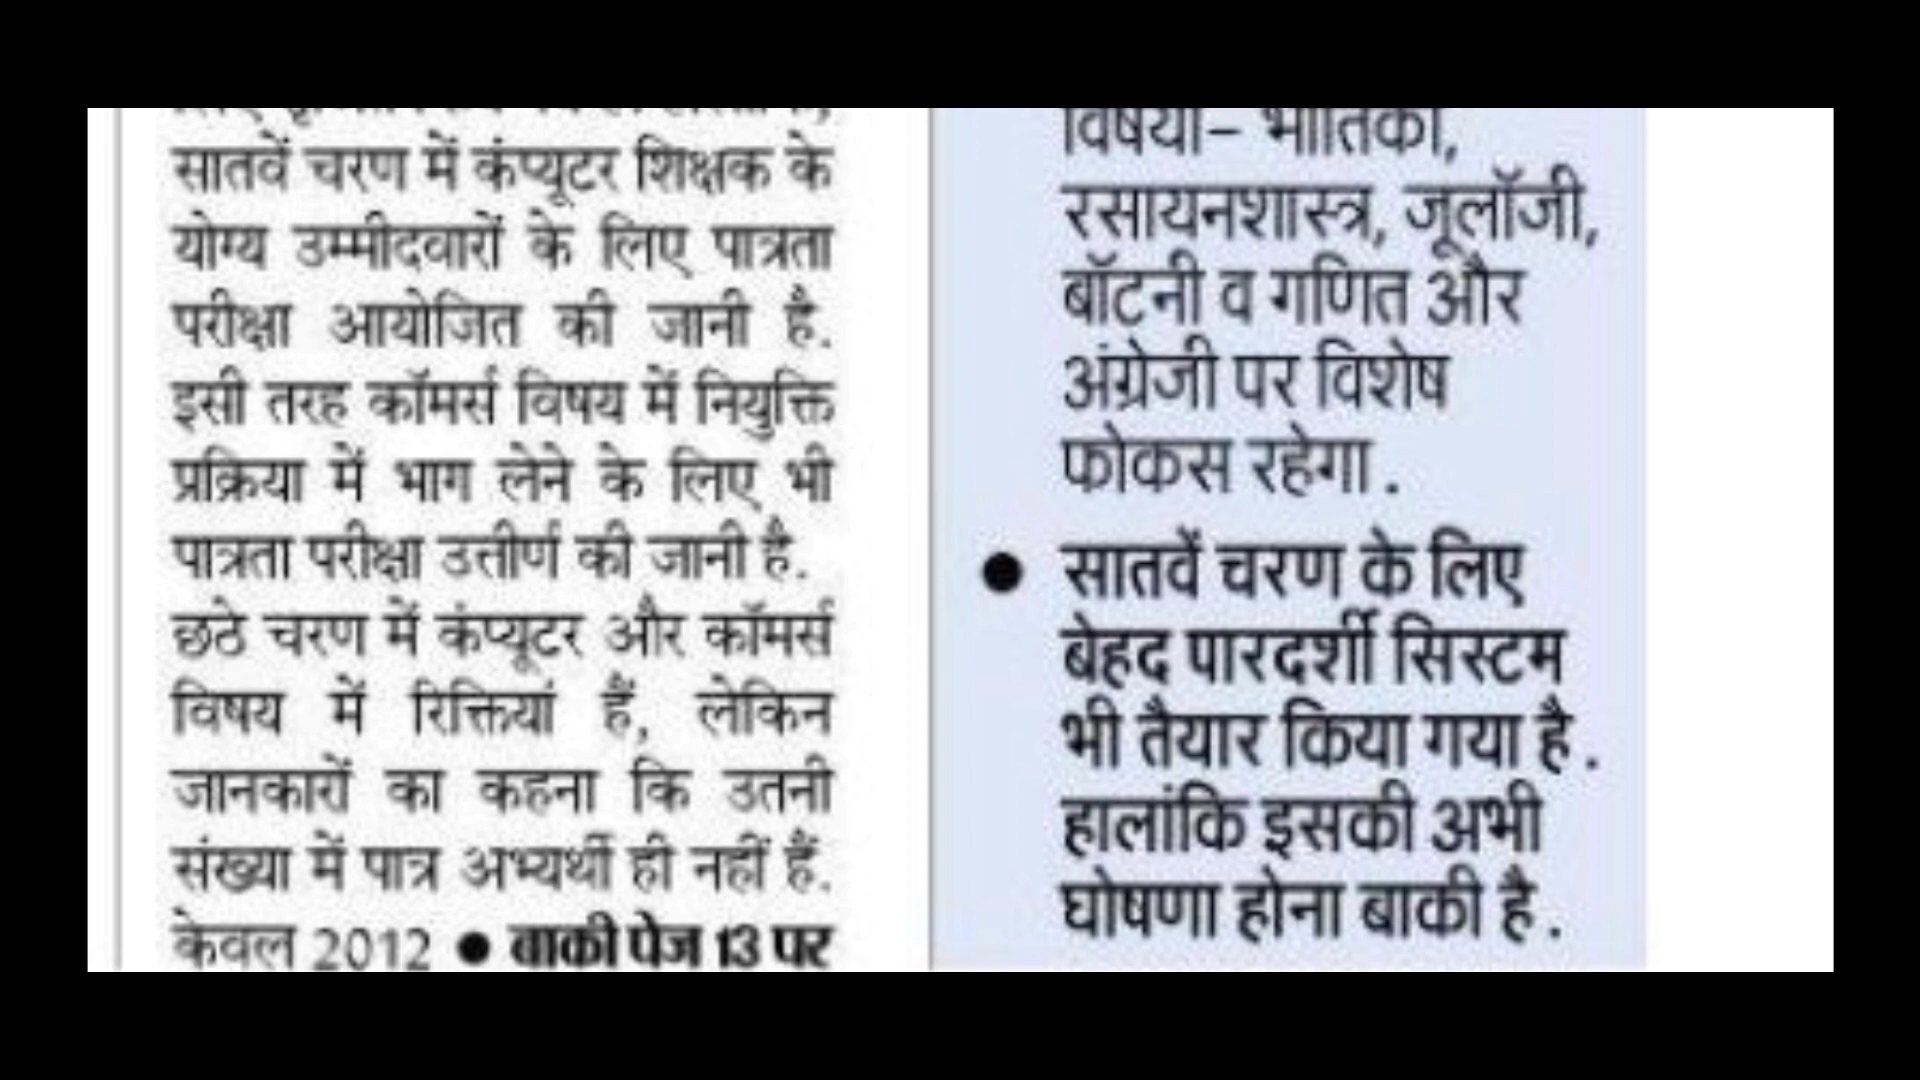 सातवें चरण में कंप्यूटर शिक्षक के
योग्य उम्मीदवारों के लिए पात्रता
परीक्षा आयोजित की जानी है.
इसी तरह कॉमर्स विषय में नियुक्ति
प्रक्रिया में भाग लेने के लिए भी
पात्रता परीक्षा उत्तीर्ण की जानी है.
छठे चरण में कंप्यूटर और कॉमर्स
विषय में रिक्तियां हैं, लेकिन
जानकारों का कहना कि उतनी
संख्या में पात्र अभ्यर्थी ही नहीं हैं.
केवल 2012 ● बाकी पेज 13 पर
विषयों– भौतिकी,
रसायनशास्त्र, जूलॉजी,
बॉटनी व गणित और
अंग्रेजी पर विशेष
फोकस रहेगा.
● सातवें चरण के लिए
बेहद पारदर्शी सिस्टम
भी तैयार किया गया है.
हालांकि इसकी अभी
घोषणा होना बाकी है.